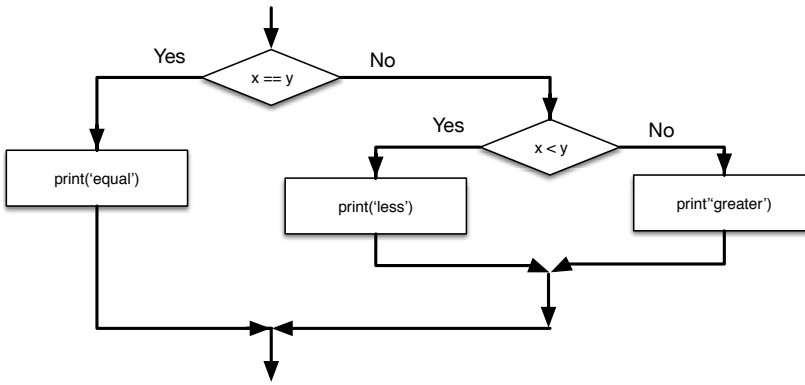 Yes
x == y
No
Yes
x < y
No
print(‘equal’)
print(‘less’)
print‘‘greater’)